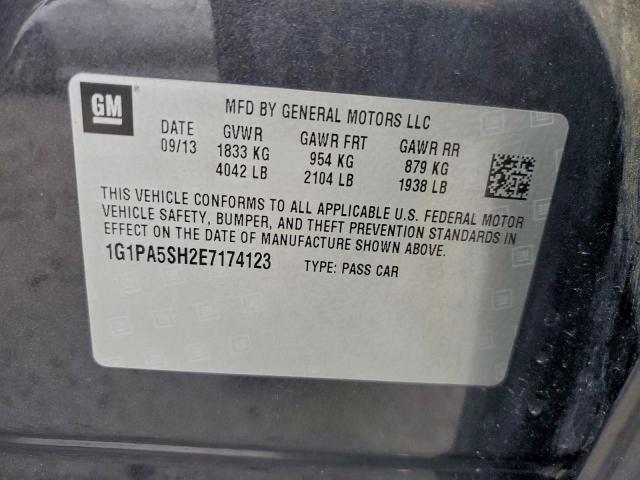 GM
MFD BY GENERAL MOTORS LLC
DATE GVWR GAWR FRT GAWR RR
09/13 1833 KG 954 KG 879 KG
4042 LB 2104 LB 1938 LB
THIS VEHICLE CONFORMS TO ALL APPLICABLE U.S. FEDERAL MOTOR
VEHICLE SAFETY, BUMPER, AND THEFT PREVENTION STANDARDS IN
EFFECT ON THE DATE OF MANUFACTURE SHOWN ABOVE.
1G1PA5SH2E7174123 TYPE: PASS CAR